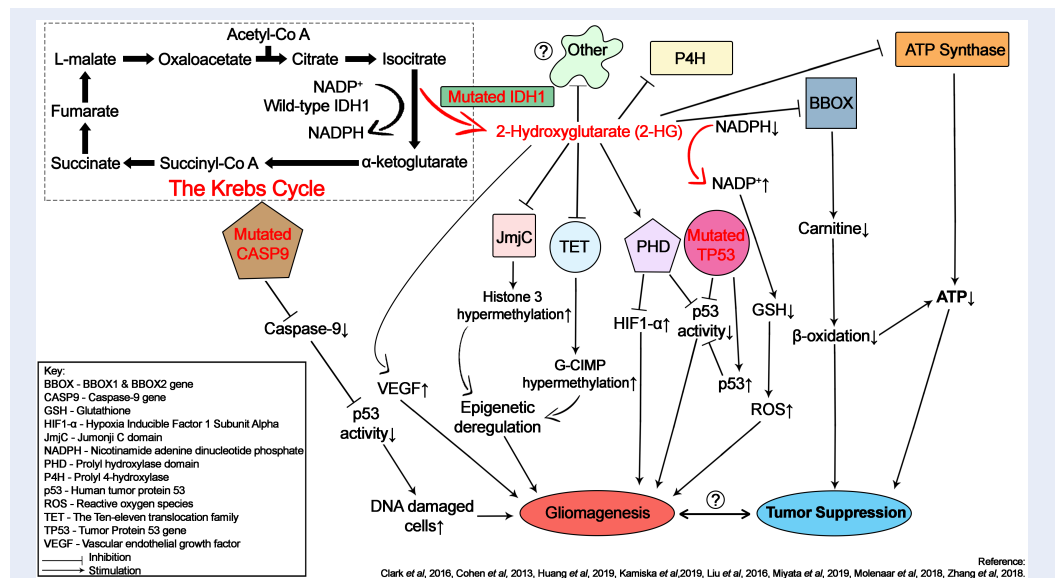 Acetyl-Co A
L-malate
Oxaloacetate
Citrate
Isocitrate
NADP+
Wild-type IDH1
NADPH
Fumarate
Succinate
Succinyl-Co A
α-ketoglutarate
The Krebs Cycle
Mutated IDH1
?
Other
P4H
ATP Synthase
BBOX
2-Hydroxyglutarate (2-HG)
NADPH↓
NADP+↑
Mutated
CASP9
JmjC
TET
PHD
Mutated
TP53
Carnitine↓
Caspase-9↓
Histone 3
hypermethylation↑
HIF1-α↑
p53
activity↓
GSH↓
β-oxidation↓
ATP↓
G-CIMP
hypermethylation↑
p53↑
ROS↑
VEGF↑
Epigenetic
deregulation
p53
activity↓
DNA damaged
cells↑
Gliomagenesis
?
Tumor Suppression
Key:
BBOX - BBOX1 & BBOX2 gene
CASP9 - Caspase-9 gene
GSH - Glutathione
HIF1-α - Hypoxia Inducible Factor 1 Subunit Alpha
JmjC - Jumonji C domain
NADPH - Nicotinamide adenine dinucleotide phosphate
PHD - Prolyl hydroxylase domain
P4H - Prolyl 4-hydroxylase
p53 - Human tumor protein 53
ROS - Reactive oxygen species
TET - The Ten-eleven translocation family
TP53 - Tumor Protein 53 gene
VEGF - Vascular endothelial growth factor
Inhibition
Stimulation
Reference:
Clark et al, 2016, Cohen et al, 2013, Huang et al, 2019, Kamiska et al,2019, Liu et al, 2016, Miyata et al, 2019, Molenaar et al, 2018, Zhang et al, 2018.